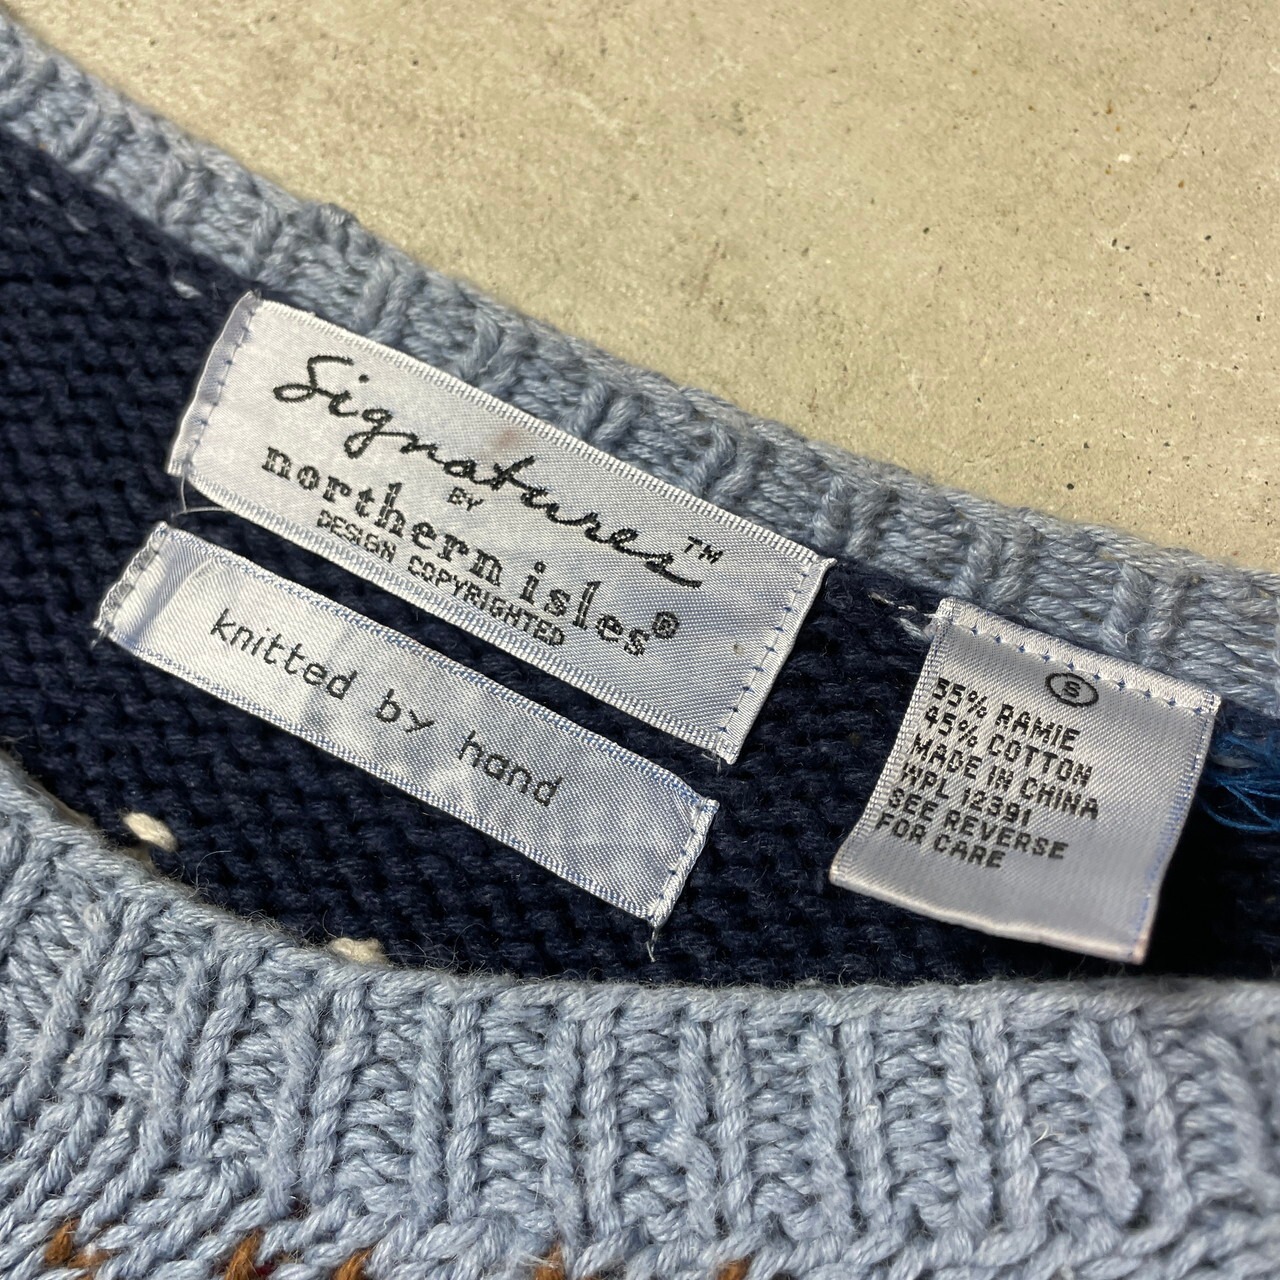 Signatures™
BY
northern isles®
DESIGN COPYRIGHTED
knitted by hand
S
55% RAMIE
45% COTTON
MADE IN CHINA
WPL 12391
SEE REVERSE
FOR CARE